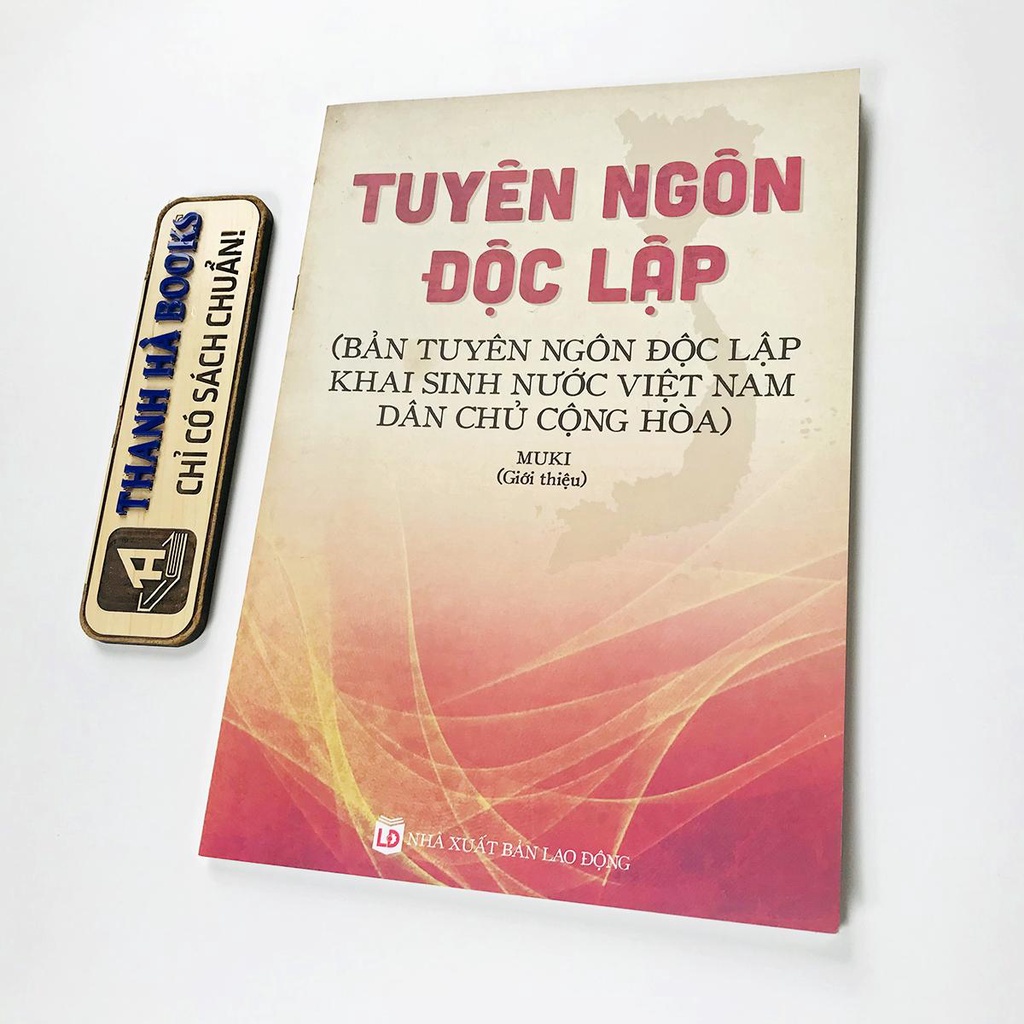 THANH HÀ BOOKS
CHỈ CÓ SÁCH CHUẨN!
A
TUYÊN NGÔN
ĐỘC LẬP
(BẢN TUYÊN NGÔN ĐỘC LẬP
KHAI SINH NƯỚC VIỆT NAM
DÂN CHỦ CỘNG HÒA)
MUKI
(Giới thiệu)
LĐ NHÀ XUẤT BẢN LAO ĐỘNG